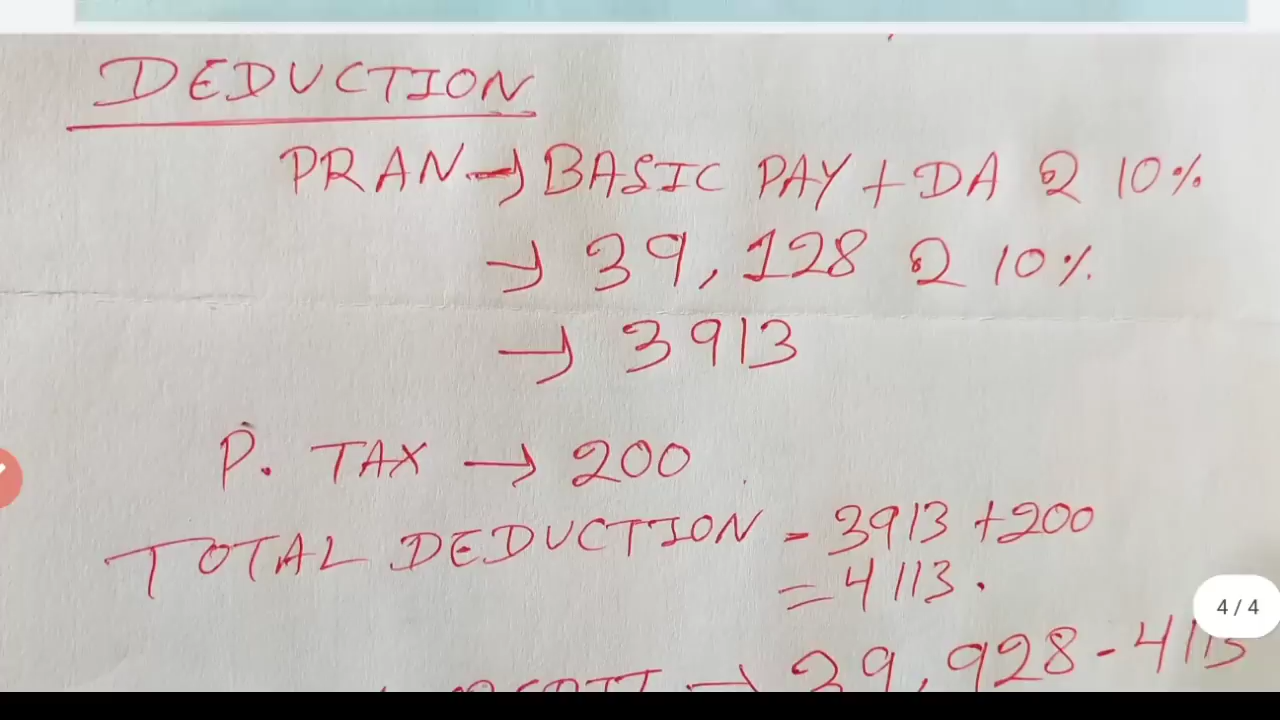 DEDUCTION
PRAN → BASIC PAY + DA @ 10%
→ 39,128 @ 10%
→ 3913
P. TAX → 200
TOTAL DEDUCTION = 3913 + 200
= 4113.
4 / 4
→ 39,928 - 4113